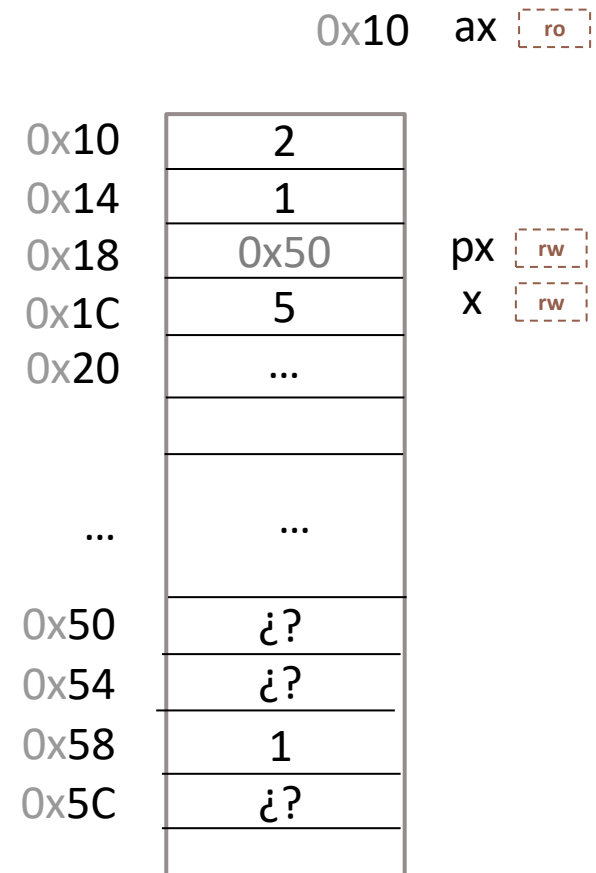 0x10 ax ro
0x10 2
0x14 1
0x18 0x50 px rw
0x1C 5 x rw
0x20 ...
... ...
0x50 ¿?
0x54 ¿?
0x58 1
0x5C ¿?